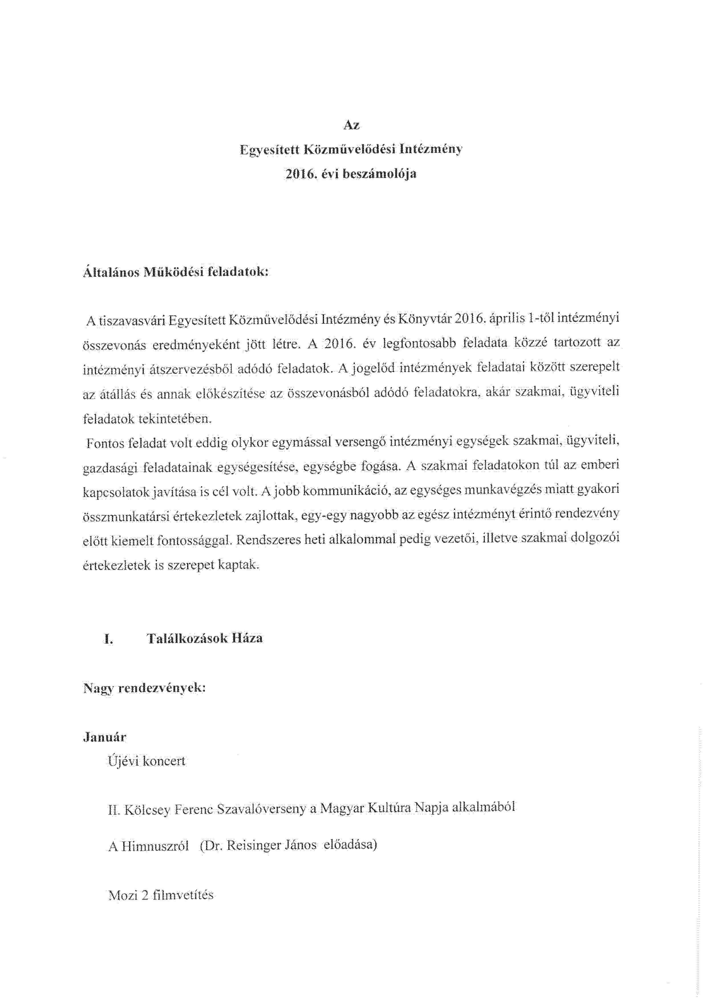 Az
Egyesített Közművelődési Intézmény
2016. évi beszámolója
Általános Működési feladatok:
A tiszavasvári Egyesített Közművelődési Intézmény és Könyvtár 2016. április 1-től intézményi
összevonás eredményeként jött létre. A 2016. év legfontosabb feladata közzé tartozott az
intézményi átszervezésből adódó feladatok. A jogelőd intézmények feladatai között szerepelt
az átállás és annak előkészítése az összevonásból adódó feladatokra, akár szakmai, ügyviteli
feladatok tekintetében.
Fontos feladat volt eddig olykor egymással versengő intézményi egységek szakmai, ügyviteli,
gazdasági feladatainak egységesítése, egységbe fogása. A szakmai feladatokon túl az emberi
kapcsolatok javítása is cél volt. A jobb kommunikáció, az egységes munkavégzés miatt gyakori
összmunkatársi értekezletek zajlottak, egy-egy nagyobb az egész intézményt érintő rendezvény
előtt kiemelt fontossággal. Rendszeres heti alkalommal pedig vezetői, illetve szakmai dolgozói
értekezletek is szerepet kaptak.
I. Találkozások Háza
Nagy rendezvények:
Január
Újévi koncert
II. Kölcsey Ferenc Szavalóverseny a Magyar Kultúra Napja alkalmából
A Himnuszról (Dr. Reisinger János előadása)
Mozi 2 filmvetítés